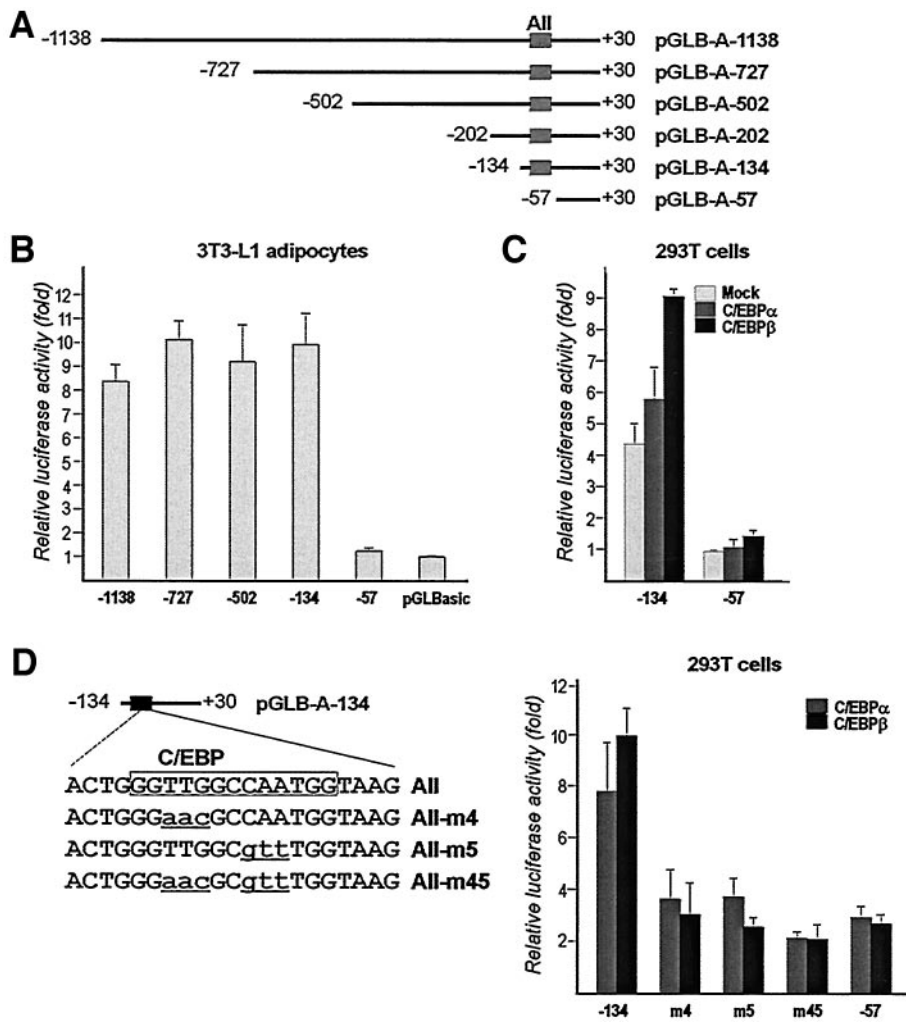 A
AII
-1138 +30 pGLB-A-1138
-727 +30 pGLB-A-727
-502 +30 pGLB-A-502
-202 +30 pGLB-A-202
-134 +30 pGLB-A-134
-57 +30 pGLB-A-57
B
3T3-L1 adipocytes
Relative luciferase activity (fold)
12
11
10
9
8
7
6
5
4
3
2
1
-1138 -727 -502 -134 -57 pGLBasic
C
293T cells
Relative luciferase activity (fold)
9
8
7
6
5
4
3
2
1
Mock
C/EBPα
C/EBPβ
-134 -57
D
-134 +30 pGLB-A-134
C/EBP
ACTGGGTTGGCCAATGGTAAG AII
ACTGGGaacGCCAATGGTAAG AII-m4
ACTGGGTTGGCgttTGGTAAG AII-m5
ACTGGGaacGCgttTGGTAAG AII-m45
293T cells
Relative luciferase activity (fold)
12
10
8
6
4
2
C/EBPα
C/EBPβ
-134 m4 m5 m45 -57